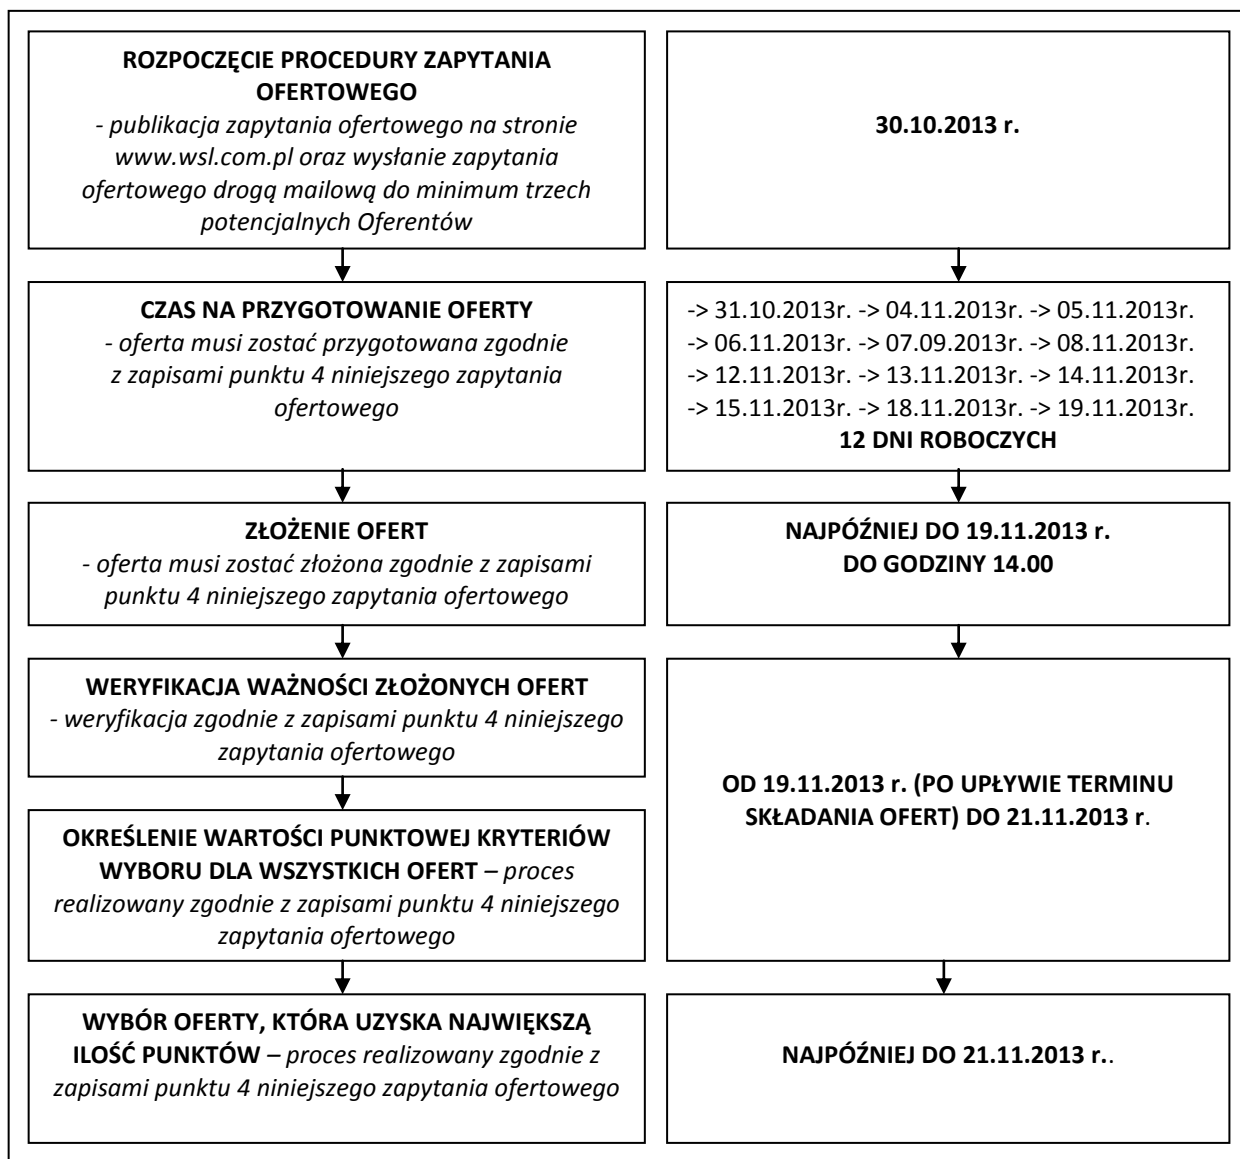 ROZPOCZĘCIE PROCEDURY ZAPYTANIA
OFERTOWEGO
- publikacja zapytania ofertowego na stronie
www.wsl.com.pl oraz wysłanie zapytania
ofertowego drogą mailową do minimum trzech
potencjalnych Oferentów
30.10.2013 r.
CZAS NA PRZYGOTOWANIE OFERTY
- oferta musi zostać przygotowana zgodnie
z zapisami punktu 4 niniejszego zapytania
ofertowego
-> 31.10.2013r. -> 04.11.2013r. -> 05.11.2013r.
-> 06.11.2013r. -> 07.09.2013r. -> 08.11.2013r.
-> 12.11.2013r. -> 13.11.2013r. -> 14.11.2013r.
-> 15.11.2013r. -> 18.11.2013r. -> 19.11.2013r.
12 DNI ROBOCZYCH
ZŁOŻENIE OFERT
- oferta musi zostać złożona zgodnie z zapisami
punktu 4 niniejszego zapytania ofertowego
NAJPÓŹNIEJ DO 19.11.2013 r.
DO GODZINY 14.00
WERYFIKACJA WAŻNOŚCI ZŁOŻONYCH OFERT
- weryfikacja zgodnie z zapisami punktu 4 niniejszego
zapytania ofertowego
OKREŚLENIE WARTOŚCI PUNKTOWEJ KRYTERIÓW
WYBORU DLA WSZYSTKICH OFERT – proces
realizowany zgodnie z zapisami punktu 4 niniejszego
zapytania ofertowego
OD 19.11.2013 r. (PO UPŁYWIE TERMINU
SKŁADANIA OFERT) DO 21.11.2013 r.
WYBÓR OFERTY, KTÓRA UZYSKA NAJWIĘKSZĄ
ILOŚĆ PUNKTÓW – proces realizowany zgodnie z
zapisami punktu 4 niniejszego zapytania ofertowego
NAJPÓŹNIEJ DO 21.11.2013 r..